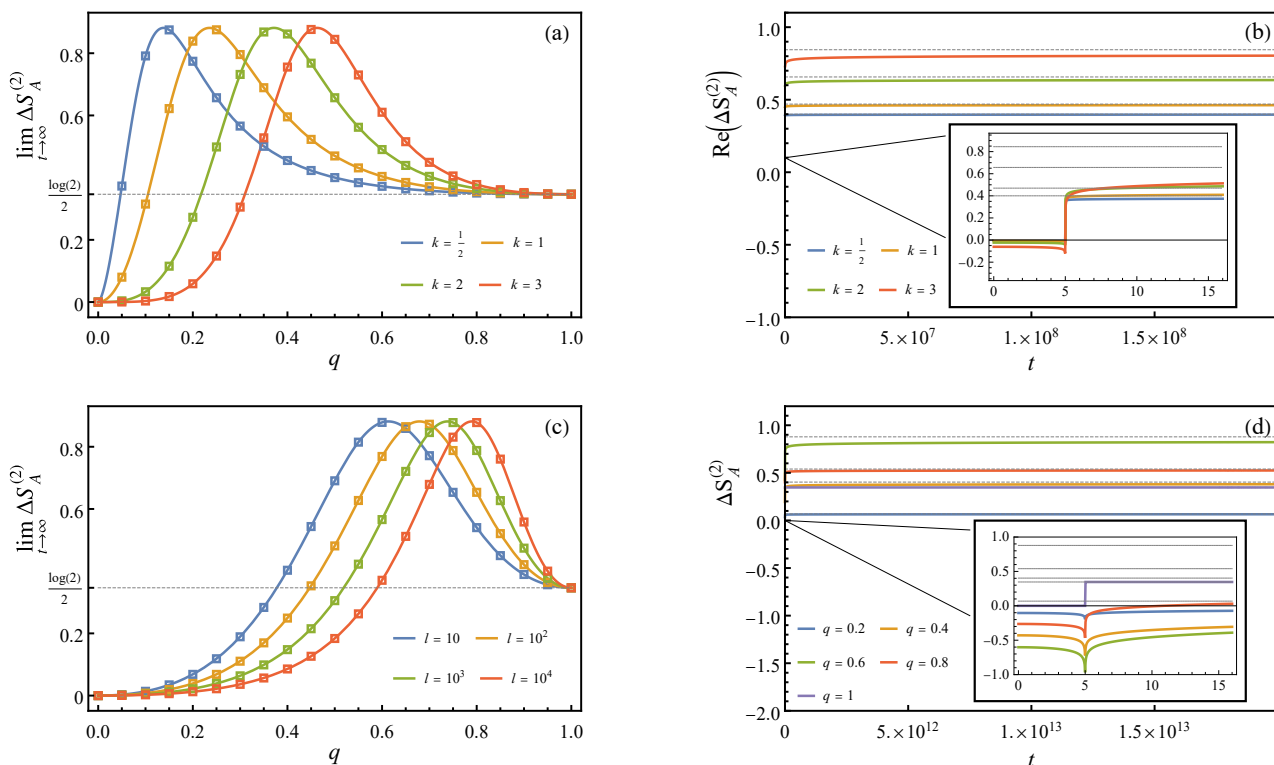 (a)
lim ΔS_A^(2)
t→∞
0.8
0.6
log(2)/2
0.2
0
0.0 0.2 0.4 0.6 0.8 1.0
q
k = 1/2 k = 1
k = 2 k = 3
(b)
Re(ΔS_A^(2))
1.0
0.5
0.0
−0.5
−1.0
5.×10^7 1.×10^8 1.5×10^8
t
k = 1/2 k = 1
k = 2 k = 3
0.8
0.6
0.4
0.2
0.0
−0.2
0 5 10 15
(c)
lim ΔS_A^(2)
t→∞
0.8
0.6
log(2)/2
0.2
0
0.0 0.2 0.4 0.6 0.8 1.0
q
l = 10 l = 10^2
l = 10^3 l = 10^4
(d)
ΔS_A^(2)
1.0
0.5
0.0
−0.5
−1.0
−1.5
−2.0
5.×10^12 1.×10^13 1.5×10^13
t
q = 0.2 q = 0.4
q = 0.6 q = 0.8
q = 1
1.0
0.5
0.0
−0.5
−1.0
0 5 10 15